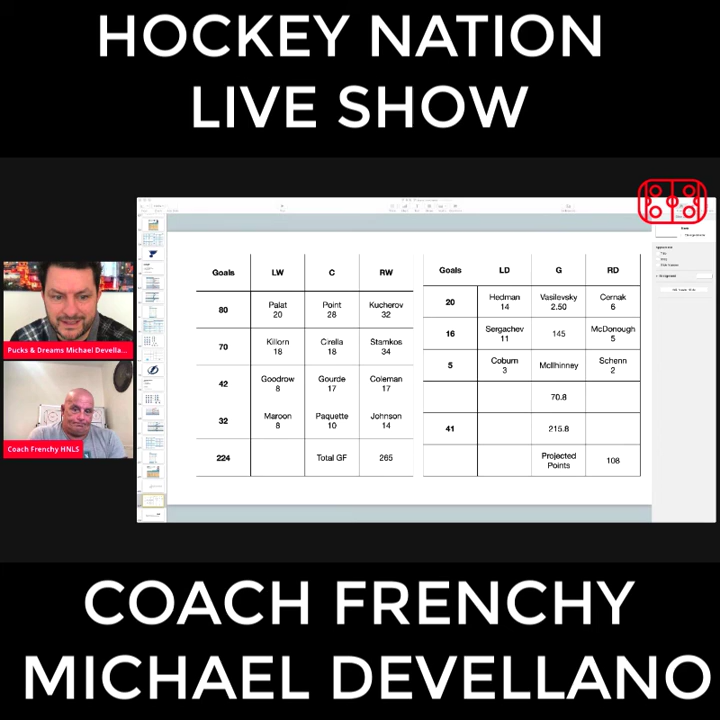 HOCKEY NATION
LIVE SHOW
Goals LW C RW
80 Palat 20 Point 28 Kucherov 32
70 Killorn 18 Cirella 18 Stamkos 34
42 Goodrow 8 Gourde 17 Coleman 17
32 Maroon 8 Paquette 10 Johnson 14
224 Total GF 265
Goals LD G RD
20 Hedman 14 Vasilevsky 2.50 Cernak 6
16 Sergachev 11 145 McDonough 5
5 Coburn 3 McIlhinney Schenn 2
70.8
41 215.8
Projected Points 108
Pucks & Dreams Michael Devella...
Coach Frenchy HNLS
COACH FRENCHY
MICHAEL DEVELLANO